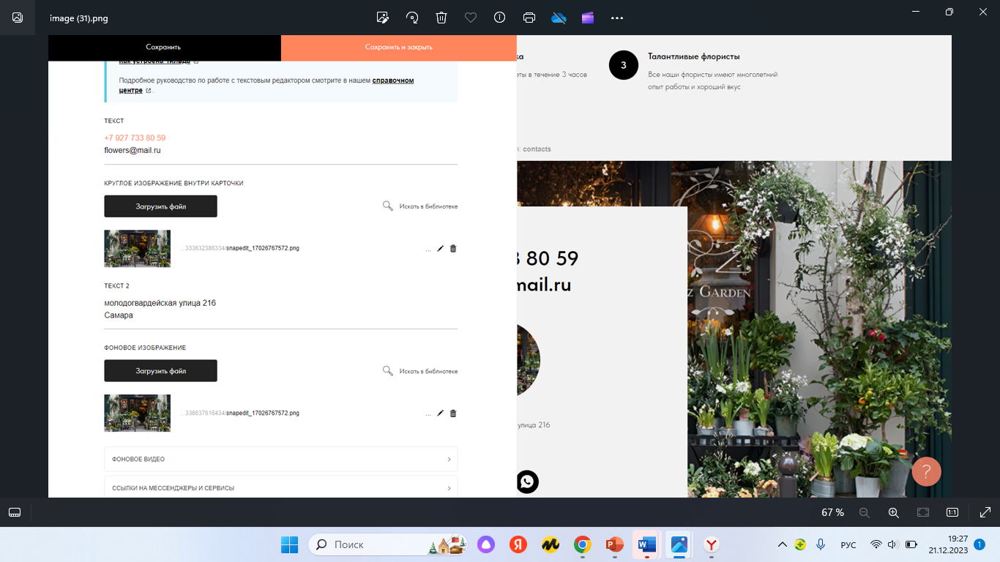 image (31).png
Сохранить
Сохранить и закрыть
Как устроена Тильда
Подробное руководство по работе с текстовым редактором смотрите в нашем справочном
центре .
ТЕКСТ
+7 927 733 80 59
flowers@mail.ru
КРУГЛОЕ ИЗОБРАЖЕНИЕ ВНУТРИ КАРТОЧКИ
Загрузить файл
Искать в библиотеке
...333632386334/snapedit_17026767572.png
...
ТЕКСТ 2
молодогвардейская улица 216
Самара
ФОНОВОЕ ИЗОБРАЖЕНИЕ
Загрузить файл
Искать в библиотеке
...336637616434/snapedit_17026767572.png
...
ФОНОВОЕ ВИДЕО
ССЫЛКИ НА МЕССЕНДЖЕРЫ И СЕРВИСЫ
ка
еты в течение 3 часов
3
Талантливые флористы
Все наши флористы имеют многолетний
опыт работы и хороший вкус
я: contacts
3 80 59
mail.ru
улица 216
Z GARDEN
?
67 %
1:1
Поиск
Я
РУС
19:27
21.12.2023
1